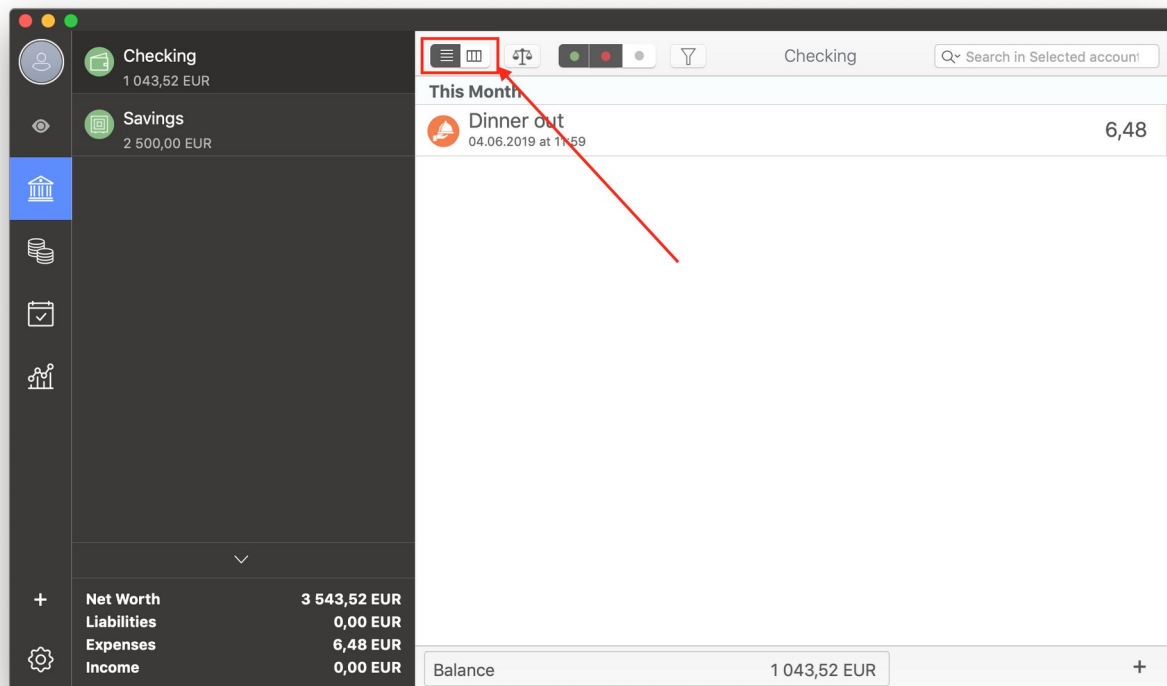 Checking
1 043,52 EUR
Savings
2 500,00 EUR
Net Worth 3 543,52 EUR
Liabilities 0,00 EUR
Expenses 6,48 EUR
Income 0,00 EUR
Checking
Search in Selected account
This Month
Dinner out
04.06.2019 at 11:59
6,48
Balance 1 043,52 EUR